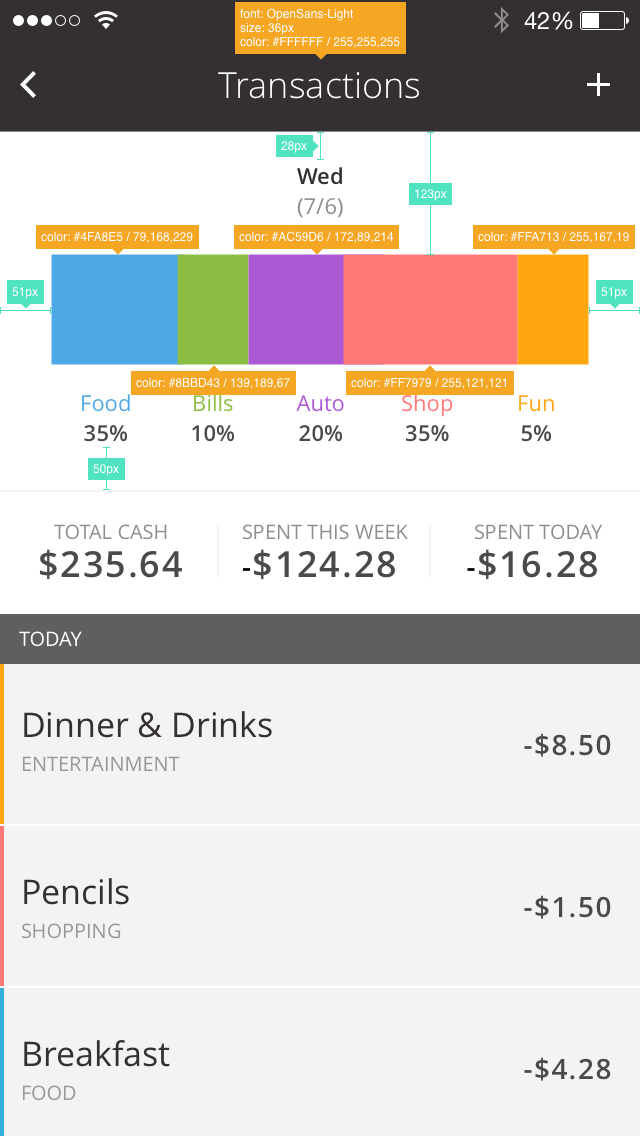 font: OpenSans-Light
size: 36px
color: #FFFFFF / 255,255,255
42%
Transactions
28px
Wed
123px
(7/6)
color: #4FA8E5 / 79,168,229
color: #AC59D6 / 172,89,214
color: #FFA713 / 255,167,19
51px
51px
color: #8BBD43 / 139,189,67
color: #FF7979 / 255,121,121
Food Bills Auto Shop Fun
35% 10% 20% 35% 5%
50px
TOTAL CASH SPENT THIS WEEK SPENT TODAY
$235.64 -$124.28 -$16.28
TODAY
Dinner & Drinks
-$8.50
ENTERTAINMENT
Pencils
-$1.50
SHOPPING
Breakfast
-$4.28
FOOD